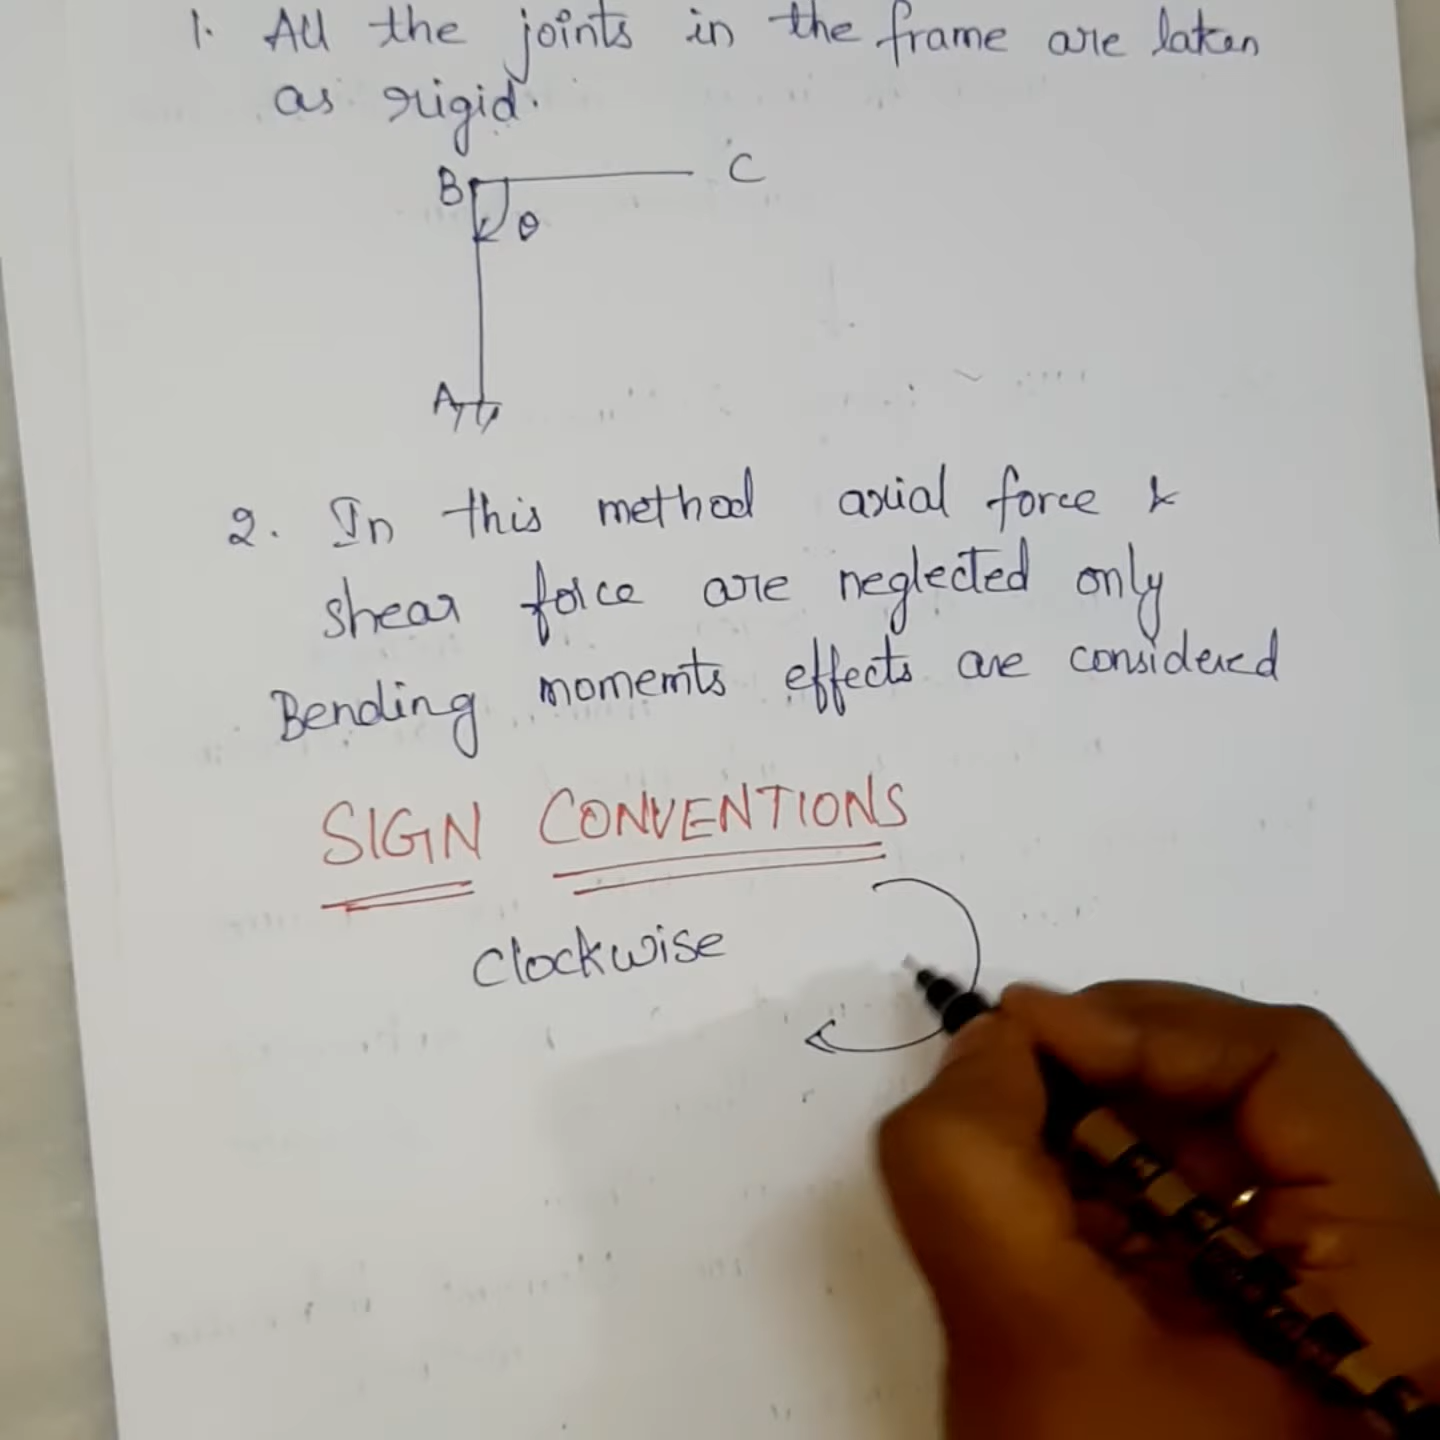 1. All the joints in the frame are taken
as rigid.
B C
θ
A
2. In this method axial force &
shear force are neglected only
Bending moments effects are considered
SIGN CONVENTIONS
Clockwise